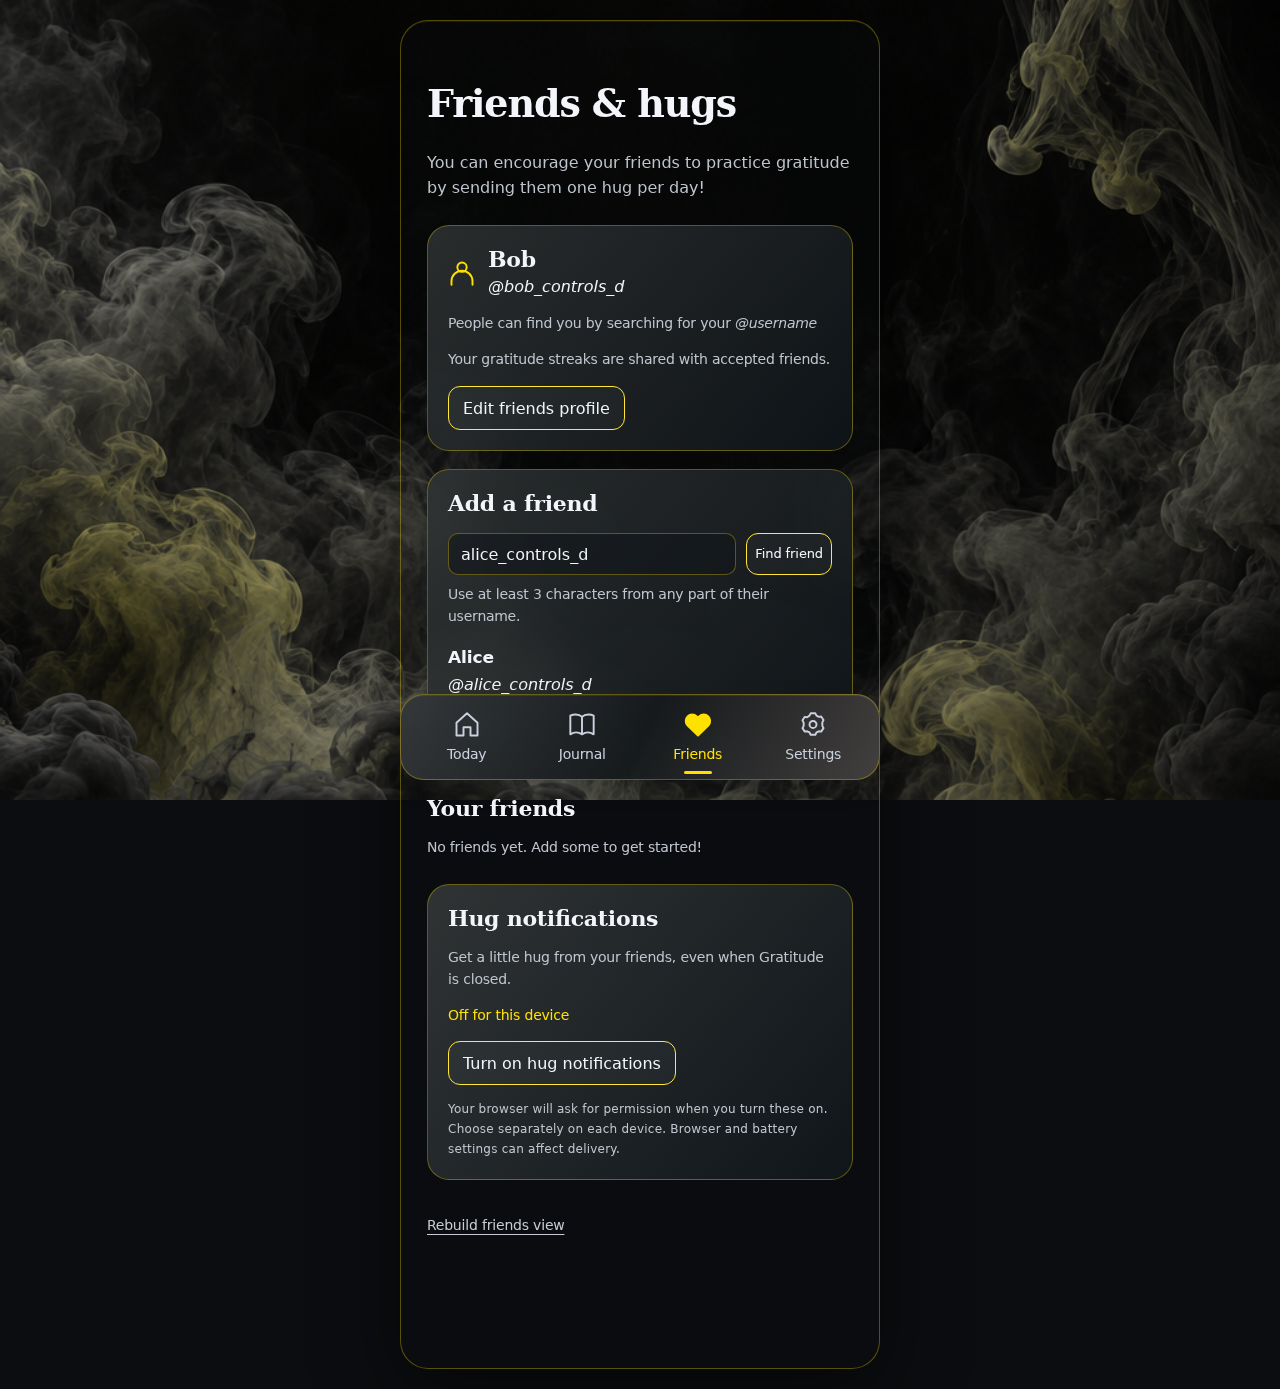 Friends & hugs
You can encourage your friends to practice gratitude
by sending them one hug per day!
Bob
@bob_controls_d
People can find you by searching for your @username
Your gratitude streaks are shared with accepted friends.
Edit friends profile
Add a friend
alice_controls_d
Find friend
Use at least 3 characters from any part of their
username.
Alice
@alice_controls_d
Today
Journal
Friends
Settings
Your friends
No friends yet. Add some to get started!
Hug notifications
Get a little hug from your friends, even when Gratitude
is closed.
Off for this device
Turn on hug notifications
Your browser will ask for permission when you turn these on.
Choose separately on each device. Browser and battery
settings can affect delivery.
Rebuild friends view